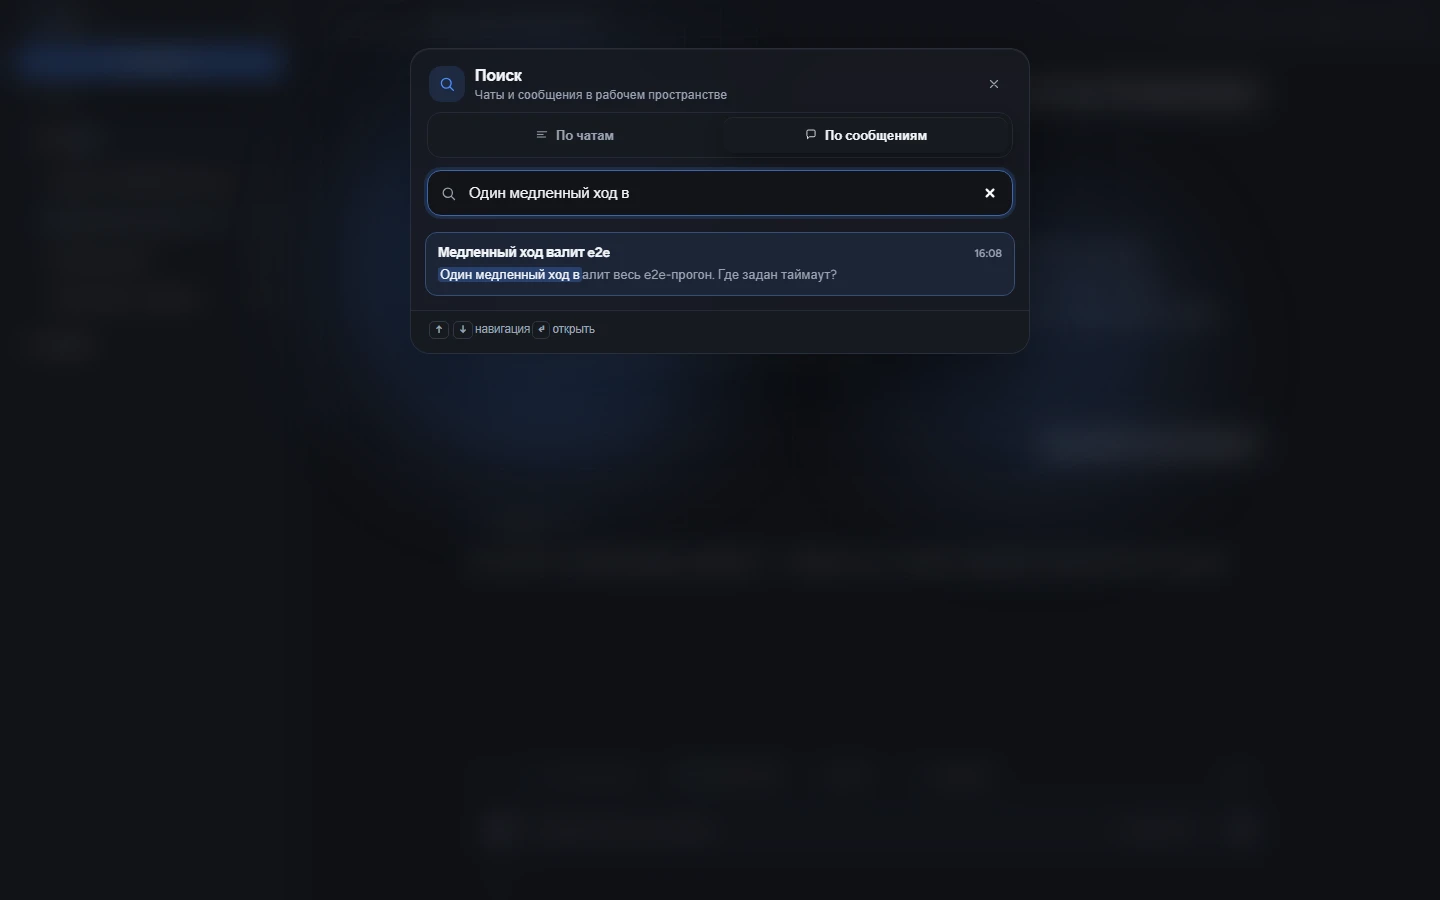 Поиск
Чаты и сообщения в рабочем пространстве
По чатам
По сообщениям
Один медленный ход в
Медленный ход валит e2e
16:08
Один медленный ход валит весь e2e-прогон. Где задан таймаут?
навигация
открыть